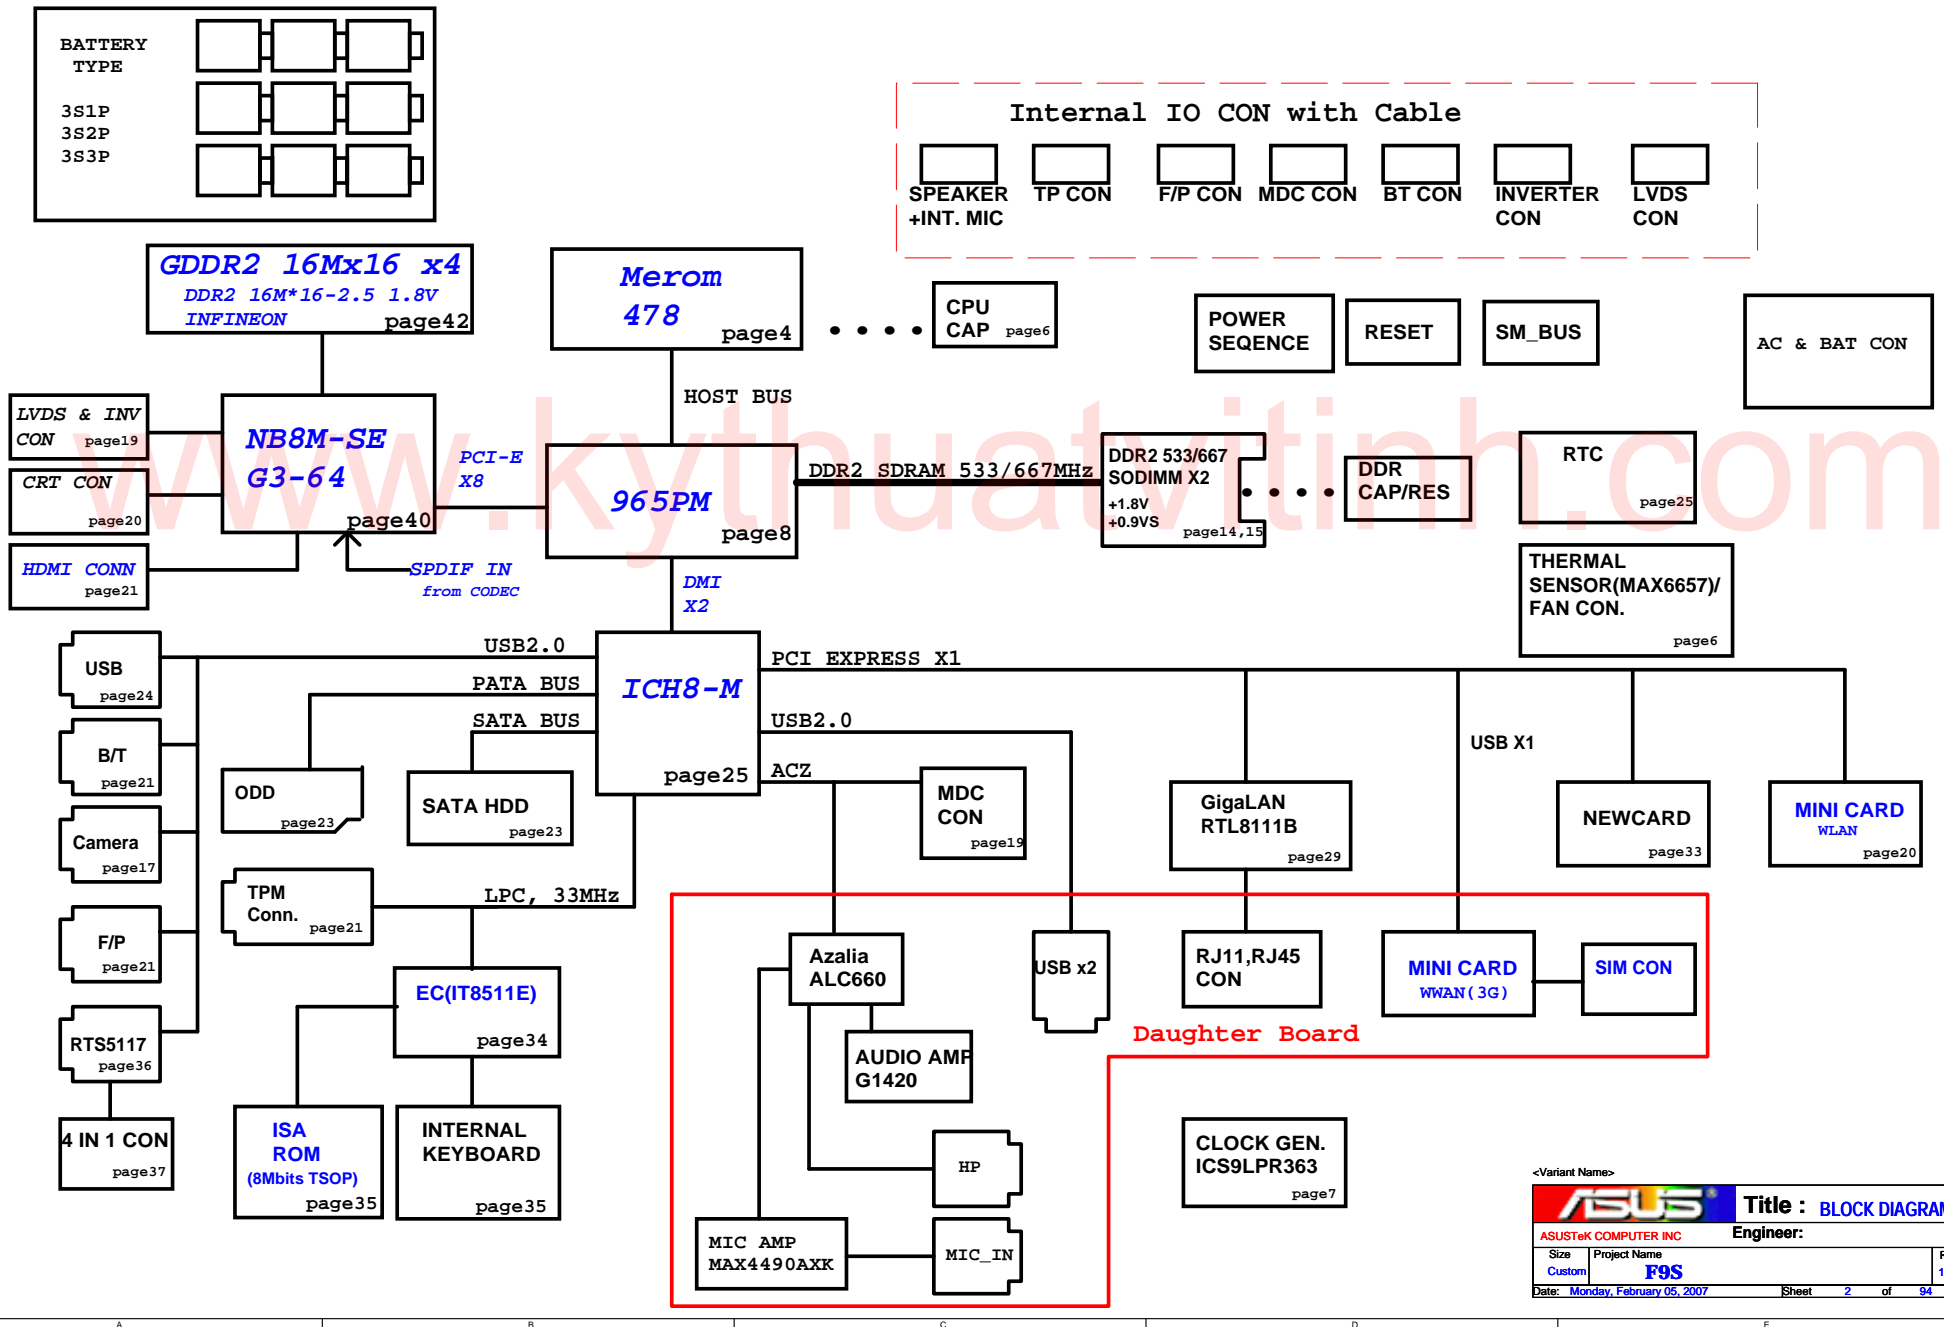 BATTERY
TYPE
3S1P
3S2P
3S3P
Internal IO CON with Cable
SPEAKER
+INT. MIC
TP CON
F/P CON
MDC CON
BT CON
INVERTER
CON
LVDS
CON
GDDR2 16Mx16 x4
DDR2 16M*16-2.5 1.8V
INFINEON
page42
Merom
478
page4
CPU
CAP page6
POWER
SEQENCE
RESET
SM_BUS
AC & BAT CON
HOST BUS
LVDS & INV
CON page19
CRT CON
page20
HDMI CONN
page21
NB8M-SE
G3-64
page40
PCI-E
X8
SPDIF IN
from CODEC
965PM
page8
DDR2 SDRAM 533/667MHz
DDR2 533/667
SODIMM X2
+1.8V
+0.9VS
page14,15
DDR
CAP/RES
RTC
page25
THERMAL
SENSOR(MAX6657)/
FAN CON.
page6
www.kythuatvitinh.com
DMI
X2
USB
page24
B/T
page21
Camera
page17
F/P
page21
RTS5117
page36
4 IN 1 CON
page37
USB2.0
PATA BUS
SATA BUS
ICH8-M
page25
PCI EXPRESS X1
USB2.0
ACZ
USB X1
ODD
page23
SATA HDD
page23
MDC
CON
page19
GigaLAN
RTL8111B
page29
NEWCARD
page33
MINI CARD
WLAN
page20
TPM
Conn.
page21
LPC, 33MHz
EC(IT8511E)
page34
ISA
ROM
(8Mbits TSOP)
page35
INTERNAL
KEYBOARD
page35
Azalia
ALC660
USB x2
RJ11,RJ45
CON
MINI CARD
WWAN(3G)
SIM CON
Daughter Board
AUDIO AMP
G1420
HP
MIC AMP
MAX4490AXK
MIC_IN
CLOCK GEN.
ICS9LPR363
page7
<Variant Name>
ASUS®
Title : BLOCK DIAGRAM
ASUSTeK COMPUTER INC
Engineer:
Size
Project Name
R
Custom
F9S
1
Date: Monday, February 05, 2007
Sheet 2 of 94
A
B
C
D
E